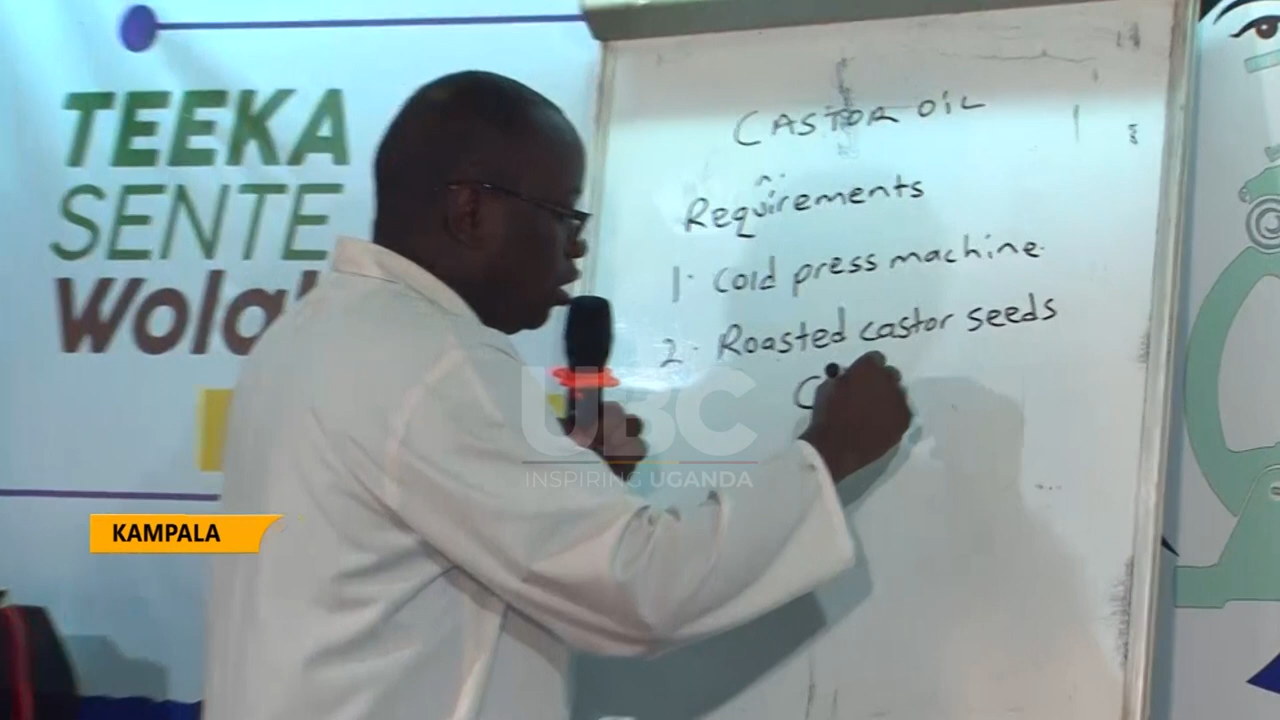 TEEKA
SENTE
CASTOR OIL
Requirements
1. Cold press machine.
2. Roasted castor seeds
C
UBC
INSPIRING UGANDA
KAMPALA